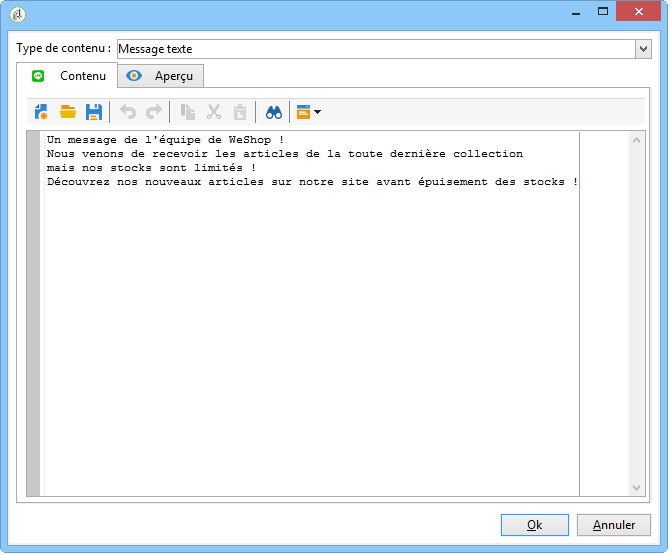 Type de contenu : Message texte
Contenu Aperçu
Un message de l'équipe de WeShop !
Nous venons de recevoir les articles de la toute dernière collection
mais nos stocks sont limités !
Découvrez nos nouveaux articles sur notre site avant épuisement des stocks !
Ok Annuler